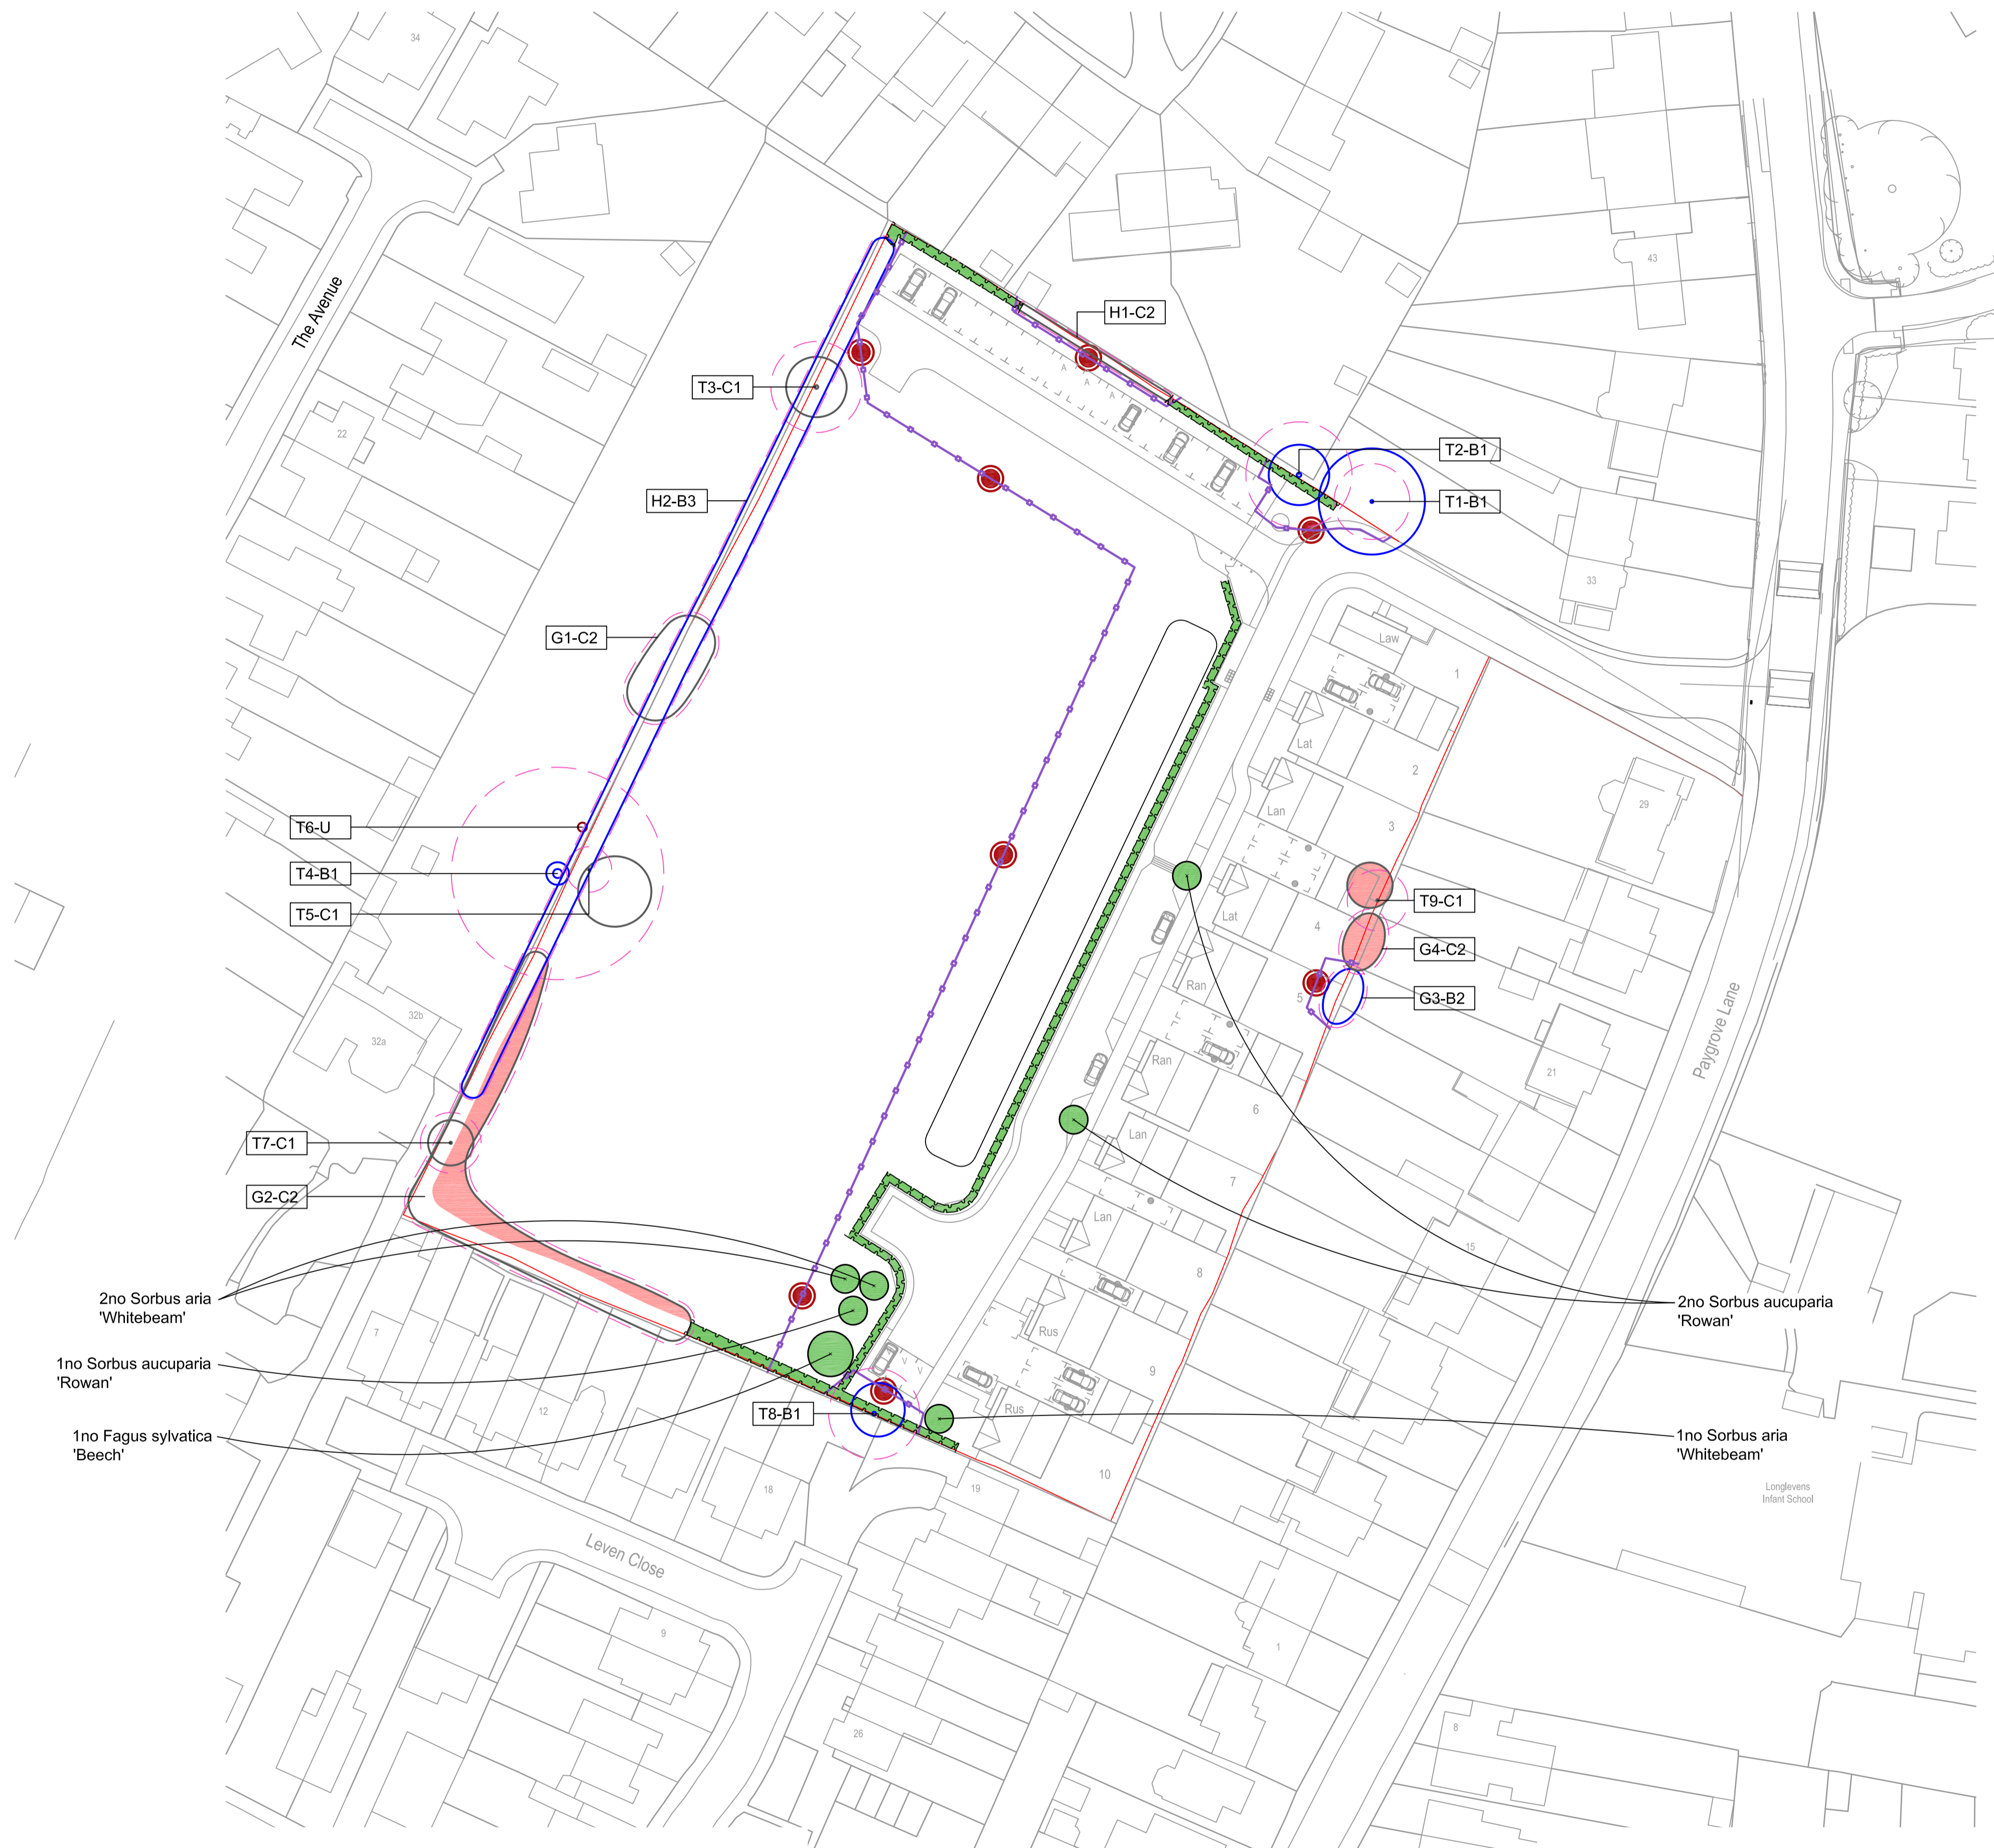 34
43
The Avenue
H1-C2
T3-C1
22
T2-B1
H2-B3
T1-B1
A
A
A
33
G1-C2
Law
1
Lat
2
Lan
3
29
T6-U
T4-B1
T5-C1
Lat
4
T9-C1
G4-C2
Ran
5
G3-B2
32b
32a
Ran
21
Paygrove Lane
6
Lan
T7-C1
7
G2-C2
Lan
15
8
2no Sorbus aria
'Whitebeam'
2no Sorbus aucuparia
'Rowan'
7
Rus
1no Sorbus aucuparia
'Rowan'
9
V
V
12
Rus
T8-B1
1no Fagus sylvatica
'Beech'
1no Sorbus aria
'Whitebeam'
10
18
19
Longlevens
Infant School
Leven Close
9
1
26
8